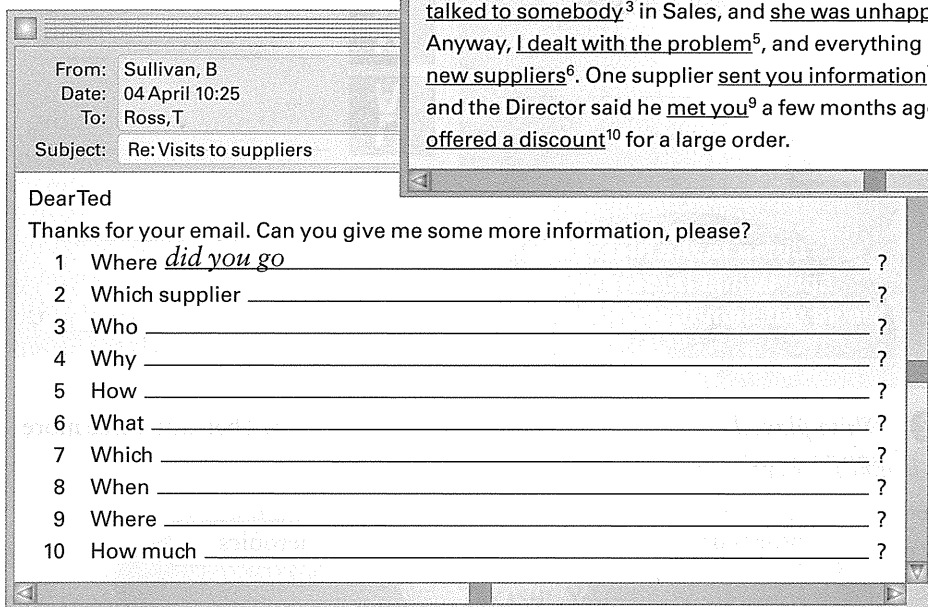 talked to somebody³ in Sales, and she was unhapp
Anyway, I dealt with the problem⁵, and everything
new suppliers⁶. One supplier sent you information
and the Director said he met you⁹ a few months ag
offered a discount¹⁰ for a large order.
From: Sullivan, B
Date: 04 April 10:25
To: Ross, T
Subject: Re: Visits to suppliers
Dear Ted
Thanks for your email. Can you give me some more information, please?
1 Where did you go ?
2 Which supplier ?
3 Who ?
4 Why ?
5 How ?
6 What ?
7 Which ?
8 When ?
9 Where ?
10 How much ?